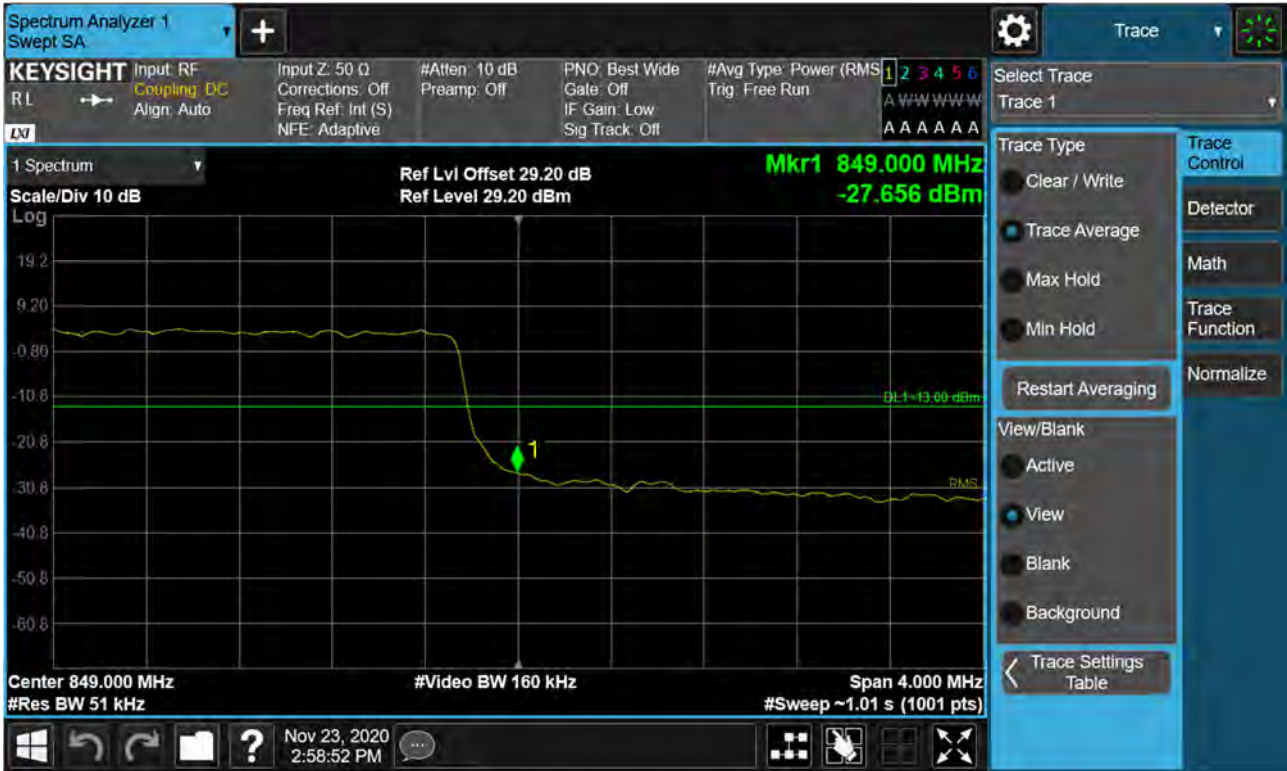 Spectrum Analyzer 1
Swept SA
Trace
KEYSIGHT
R L
LXI
Input: RF
Coupling: DC
Align: Auto
Input Z: 50 Ω
Corrections: Off
Freq Ref: Int (S)
NFE: Adaptive
#Atten: 10 dB
Preamp: Off
PNO: Best Wide
Gate: Off
IF Gain: Low
Sig Track: Off
#Avg Type: Power (RMS
Trig: Free Run
1 2 3 4 5 6
A W W W W W
A A A A A A
Select Trace
Trace 1
1 Spectrum
Scale/Div 10 dB
Ref Lvl Offset 29.20 dB
Ref Level 29.20 dBm
Mkr1 849.000 MHz
-27.656 dBm
Log
19.2
9.20
-0.80
-10.8
-20.8
-30.8
-40.8
-50.8
-60.8
DL1 -13.00 dBm
1
RMS
Center 849.000 MHz
#Res BW 51 kHz
#Video BW 160 kHz
Span 4.000 MHz
#Sweep ~1.01 s (1001 pts)
Trace Type
Clear / Write
Trace Average
Max Hold
Min Hold
Restart Averaging
View/Blank
Active
View
Blank
Background
Trace Settings
Table
Trace
Control
Detector
Math
Trace
Function
Normalize
?
Nov 23, 2020
2:58:52 PM